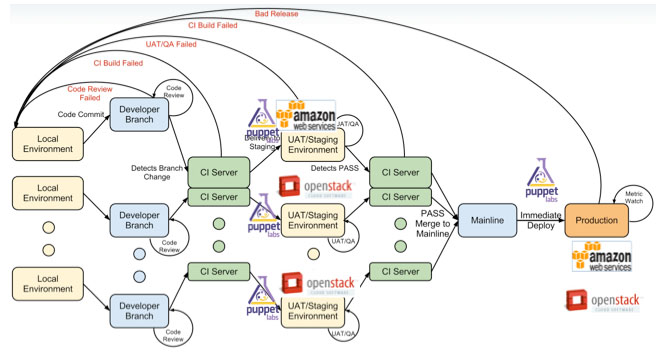 Bad Release
CI Build Failed
UAT/QA Failed
CI Build Failed
Code Review
Failed
Code
Review
Code Commit
Developer
Branch
Local
Environment
puppet
labs
amazon
web services
Staging
UAT/QA
UAT/Staging
Environment
Detects Branch
Change
CI Server
Detects PASS
CI Server
Local
Environment
Developer
Branch
Code
Review
CI Server
puppet
labs
openstack
CLOUD SOFTWARE
UAT/Staging
Environment
UAT/QA
CI Server
PASS
Merge to
Mainline
Mainline
puppet
labs
Immediate
Deploy
Production
Metric
Watch
amazon
web services
openstack
CLOUD SOFTWARE
Local
Environment
Developer
Branch
Code
Review
CI Server
puppet
labs
openstack
CLOUD SOFTWARE
UAT/Staging
Environment
UAT/QA
CI Server